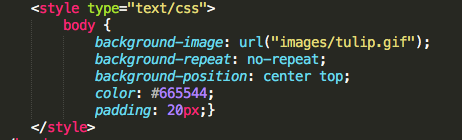 <style type="text/css">
body {
background-image: url("images/tulip.gif");
background-repeat: no-repeat;
background-position: center top;
color: #665544;
padding: 20px;}
</style>